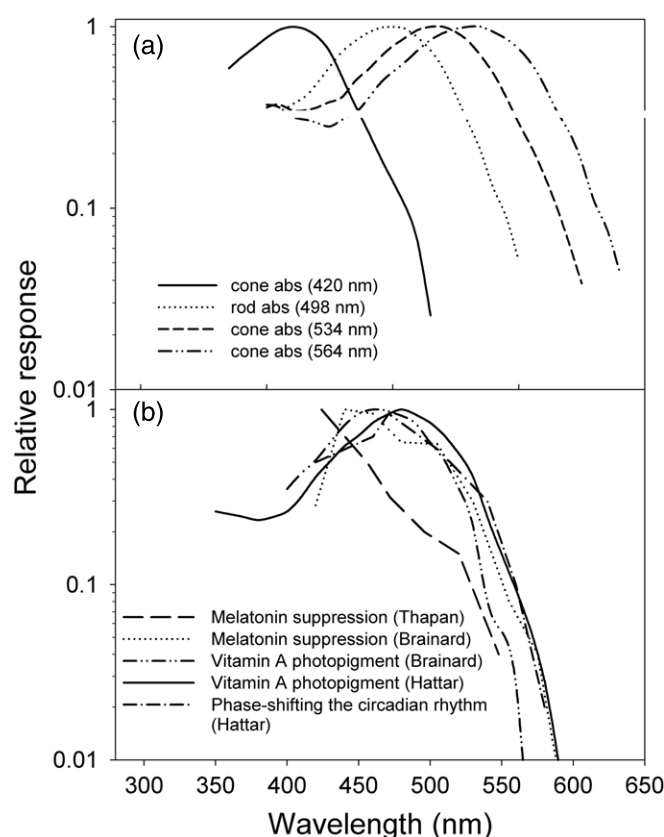 (a)
1
0.1
0.01
cone abs (420 nm)
rod abs (498 nm)
cone abs (534 nm)
cone abs (564 nm)
Relative response
(b)
1
0.1
0.01
Melatonin suppression (Thapan)
Melatonin suppression (Brainard)
Vitamin A photopigment (Brainard)
Vitamin A photopigment (Hattar)
Phase-shifting the circadian rhythm
(Hattar)
300 350 400 450 500 550 600 650
Wavelength (nm)